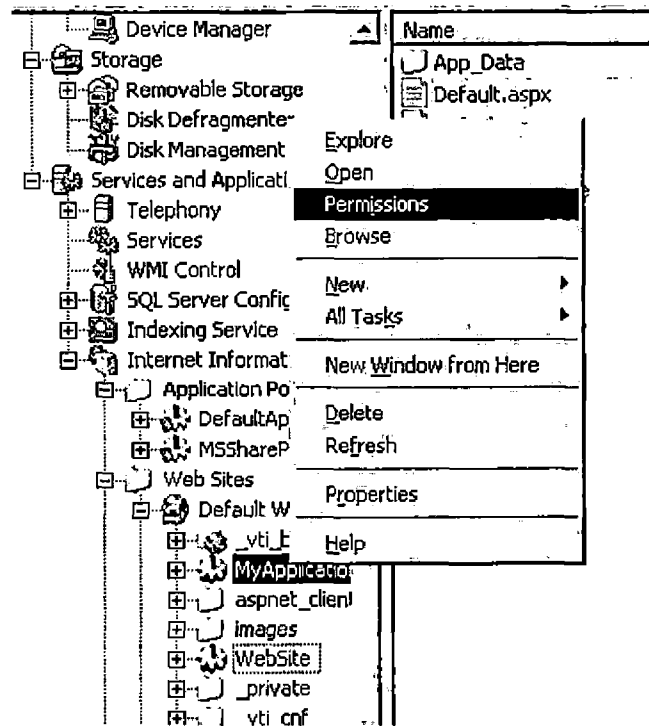 Device Manager
Storage
Removable Storage
Disk Defragmenter
Disk Management
Services and Applicati
Telephony
Services
WMI Control
SQL Server Config
Indexing Service
Internet Informat
Application Po
DefaultAp
MSShareP
Web Sites
Default W
_vti_b
MyApplicatio
aspnet_client
images
WebSite
_private
_vti_cnf
Name
App_Data
Default.aspx
Explore
Open
Permissions
Browse
New
All Tasks
New Window from Here
Delete
Refresh
Properties
Help